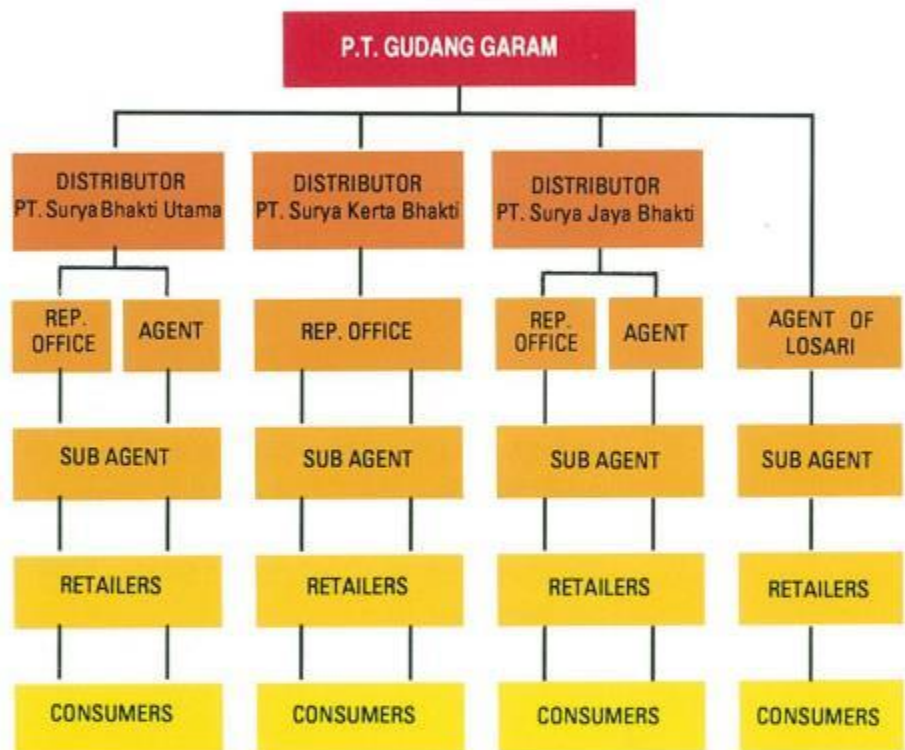 P.T. GUDANG GARAM
DISTRIBUTOR
PT. Surya Bhakti Utama
DISTRIBUTOR
PT. Surya Kerta Bhakti
DISTRIBUTOR
PT. Surya Jaya Bhakti
REP.
OFFICE
AGENT
REP. OFFICE
REP.
OFFICE
AGENT
AGENT OF
LOSARI
SUB AGENT
SUB AGENT
SUB AGENT
SUB AGENT
RETAILERS
RETAILERS
RETAILERS
RETAILERS
CONSUMERS
CONSUMERS
CONSUMERS
CONSUMERS